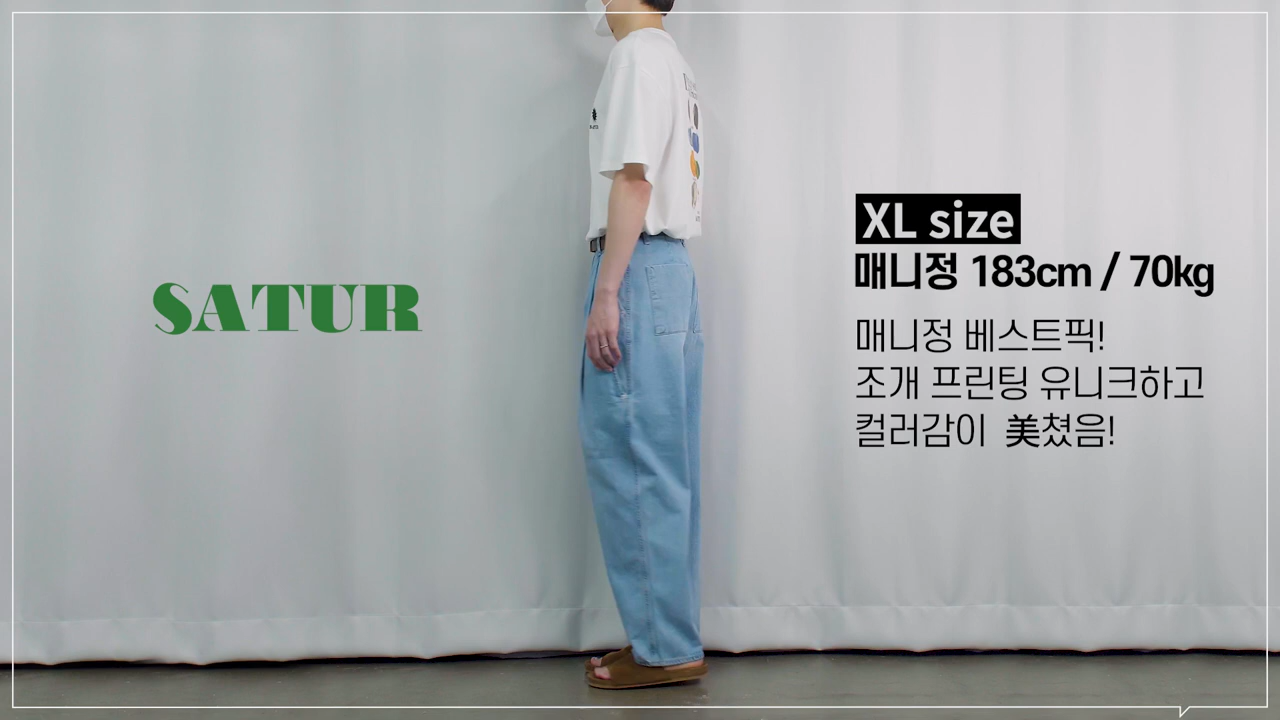 SATUR
XL size
매니정 183cm / 70kg
매니정 베스트픽!
조개 프린팅 유니크하고
컬러감이 美쳤음!